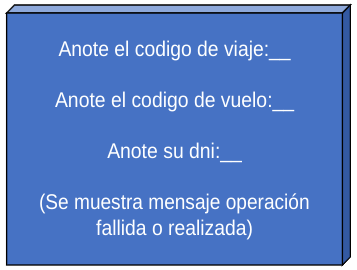 Anote el codigo de viaje:__
Anote el codigo de vuelo:__
Anote su dni:__
(Se muestra mensaje operación
fallida o realizada)